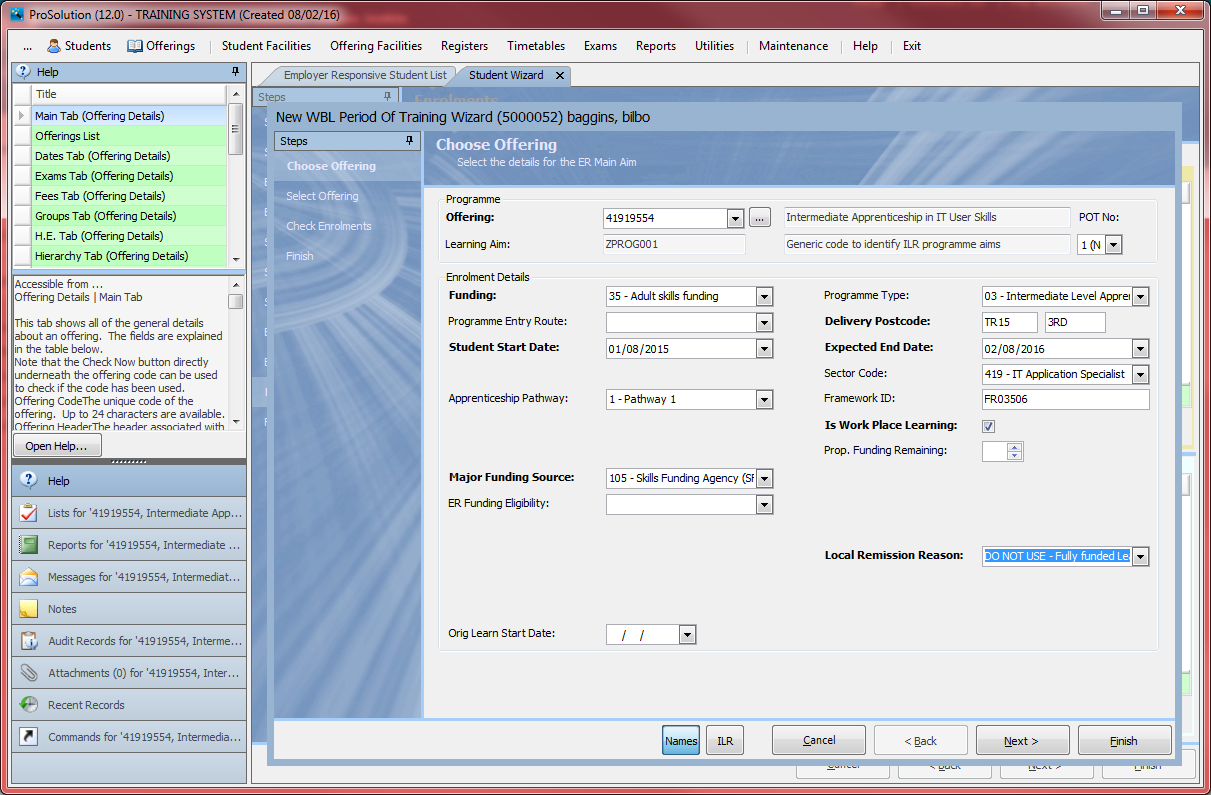 ProSolution (12.0) - TRAINING SYSTEM (Created 08/02/16)
... Students Offerings Student Facilities Offering Facilities Registers Timetables Exams Reports Utilities Maintenance Help Exit
Help
Title
Main Tab (Offering Details)
Offerings List
Dates Tab (Offering Details)
Exams Tab (Offering Details)
Fees Tab (Offering Details)
Groups Tab (Offering Details)
H.E. Tab (Offering Details)
Hierarchy Tab (Offering Details)
Accessible from ...
Offering Details | Main Tab
This tab shows all of the general details
about an offering. The fields are explained
in the table below.
Note that the Check Now button directly
underneath the offering code can be used
to check if the code has been used.
Offering CodeThe unique code of the
offering. Up to 24 characters are available.
Offering HeaderThe header associated with
Open Help...
Help
Lists for '41919554, Intermediate App...
Reports for '41919554, Intermediate ...
Messages for '41919554, Intermediat...
Notes
Audit Records for '41919554, Interme...
Attachments (0) for '41919554, Inter...
Recent Records
Commands for '41919554, Intermedia...
Employer Responsive Student List Student Wizard
Steps
Enrolments
New WBL Period Of Training Wizard (5000052) baggins, bilbo
Steps
Choose Offering
Select Offering
Check Enrolments
Finish
Choose Offering
Select the details for the ER Main Aim
Programme
Offering: 41919554 ... Intermediate Apprenticeship in IT User Skills POT No:
Learning Aim: ZPROG001 Generic code to identify ILR programme aims 1 (N
Enrolment Details
Funding: 35 - Adult skills funding Programme Type: 03 - Intermediate Level Appren
Programme Entry Route: Delivery Postcode: TR15 3RD
Student Start Date: 01/08/2015 Expected End Date: 02/08/2016
Sector Code: 419 - IT Application Specialist
Apprenticeship Pathway: 1 - Pathway 1 Framework ID: FR03506
Is Work Place Learning:
Prop. Funding Remaining:
Major Funding Source: 105 - Skills Funding Agency (SF
ER Funding Eligibility:
Local Remission Reason: DO NOT USE - Fully funded Le
Orig Learn Start Date: / /
Names ILR Cancel < Back Next > Finish
Cancel < Back Next > Finish